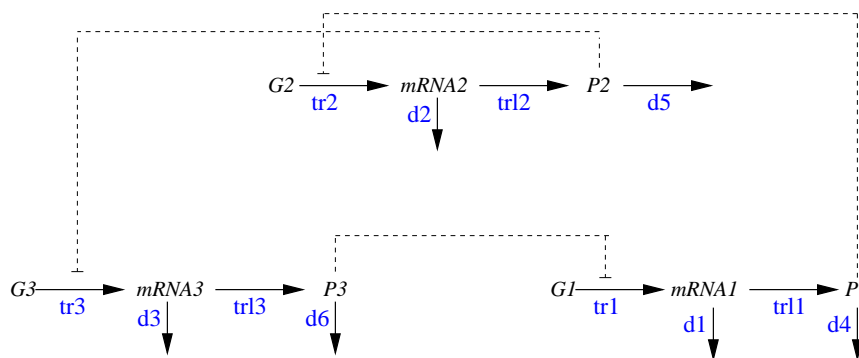 G2 mRNA2 P2
tr2 trl2 d5
d2
G3 mRNA3 P3 G1 mRNA1 P
tr3 trl3 tr1 trl1
d3 d6 d1 d4